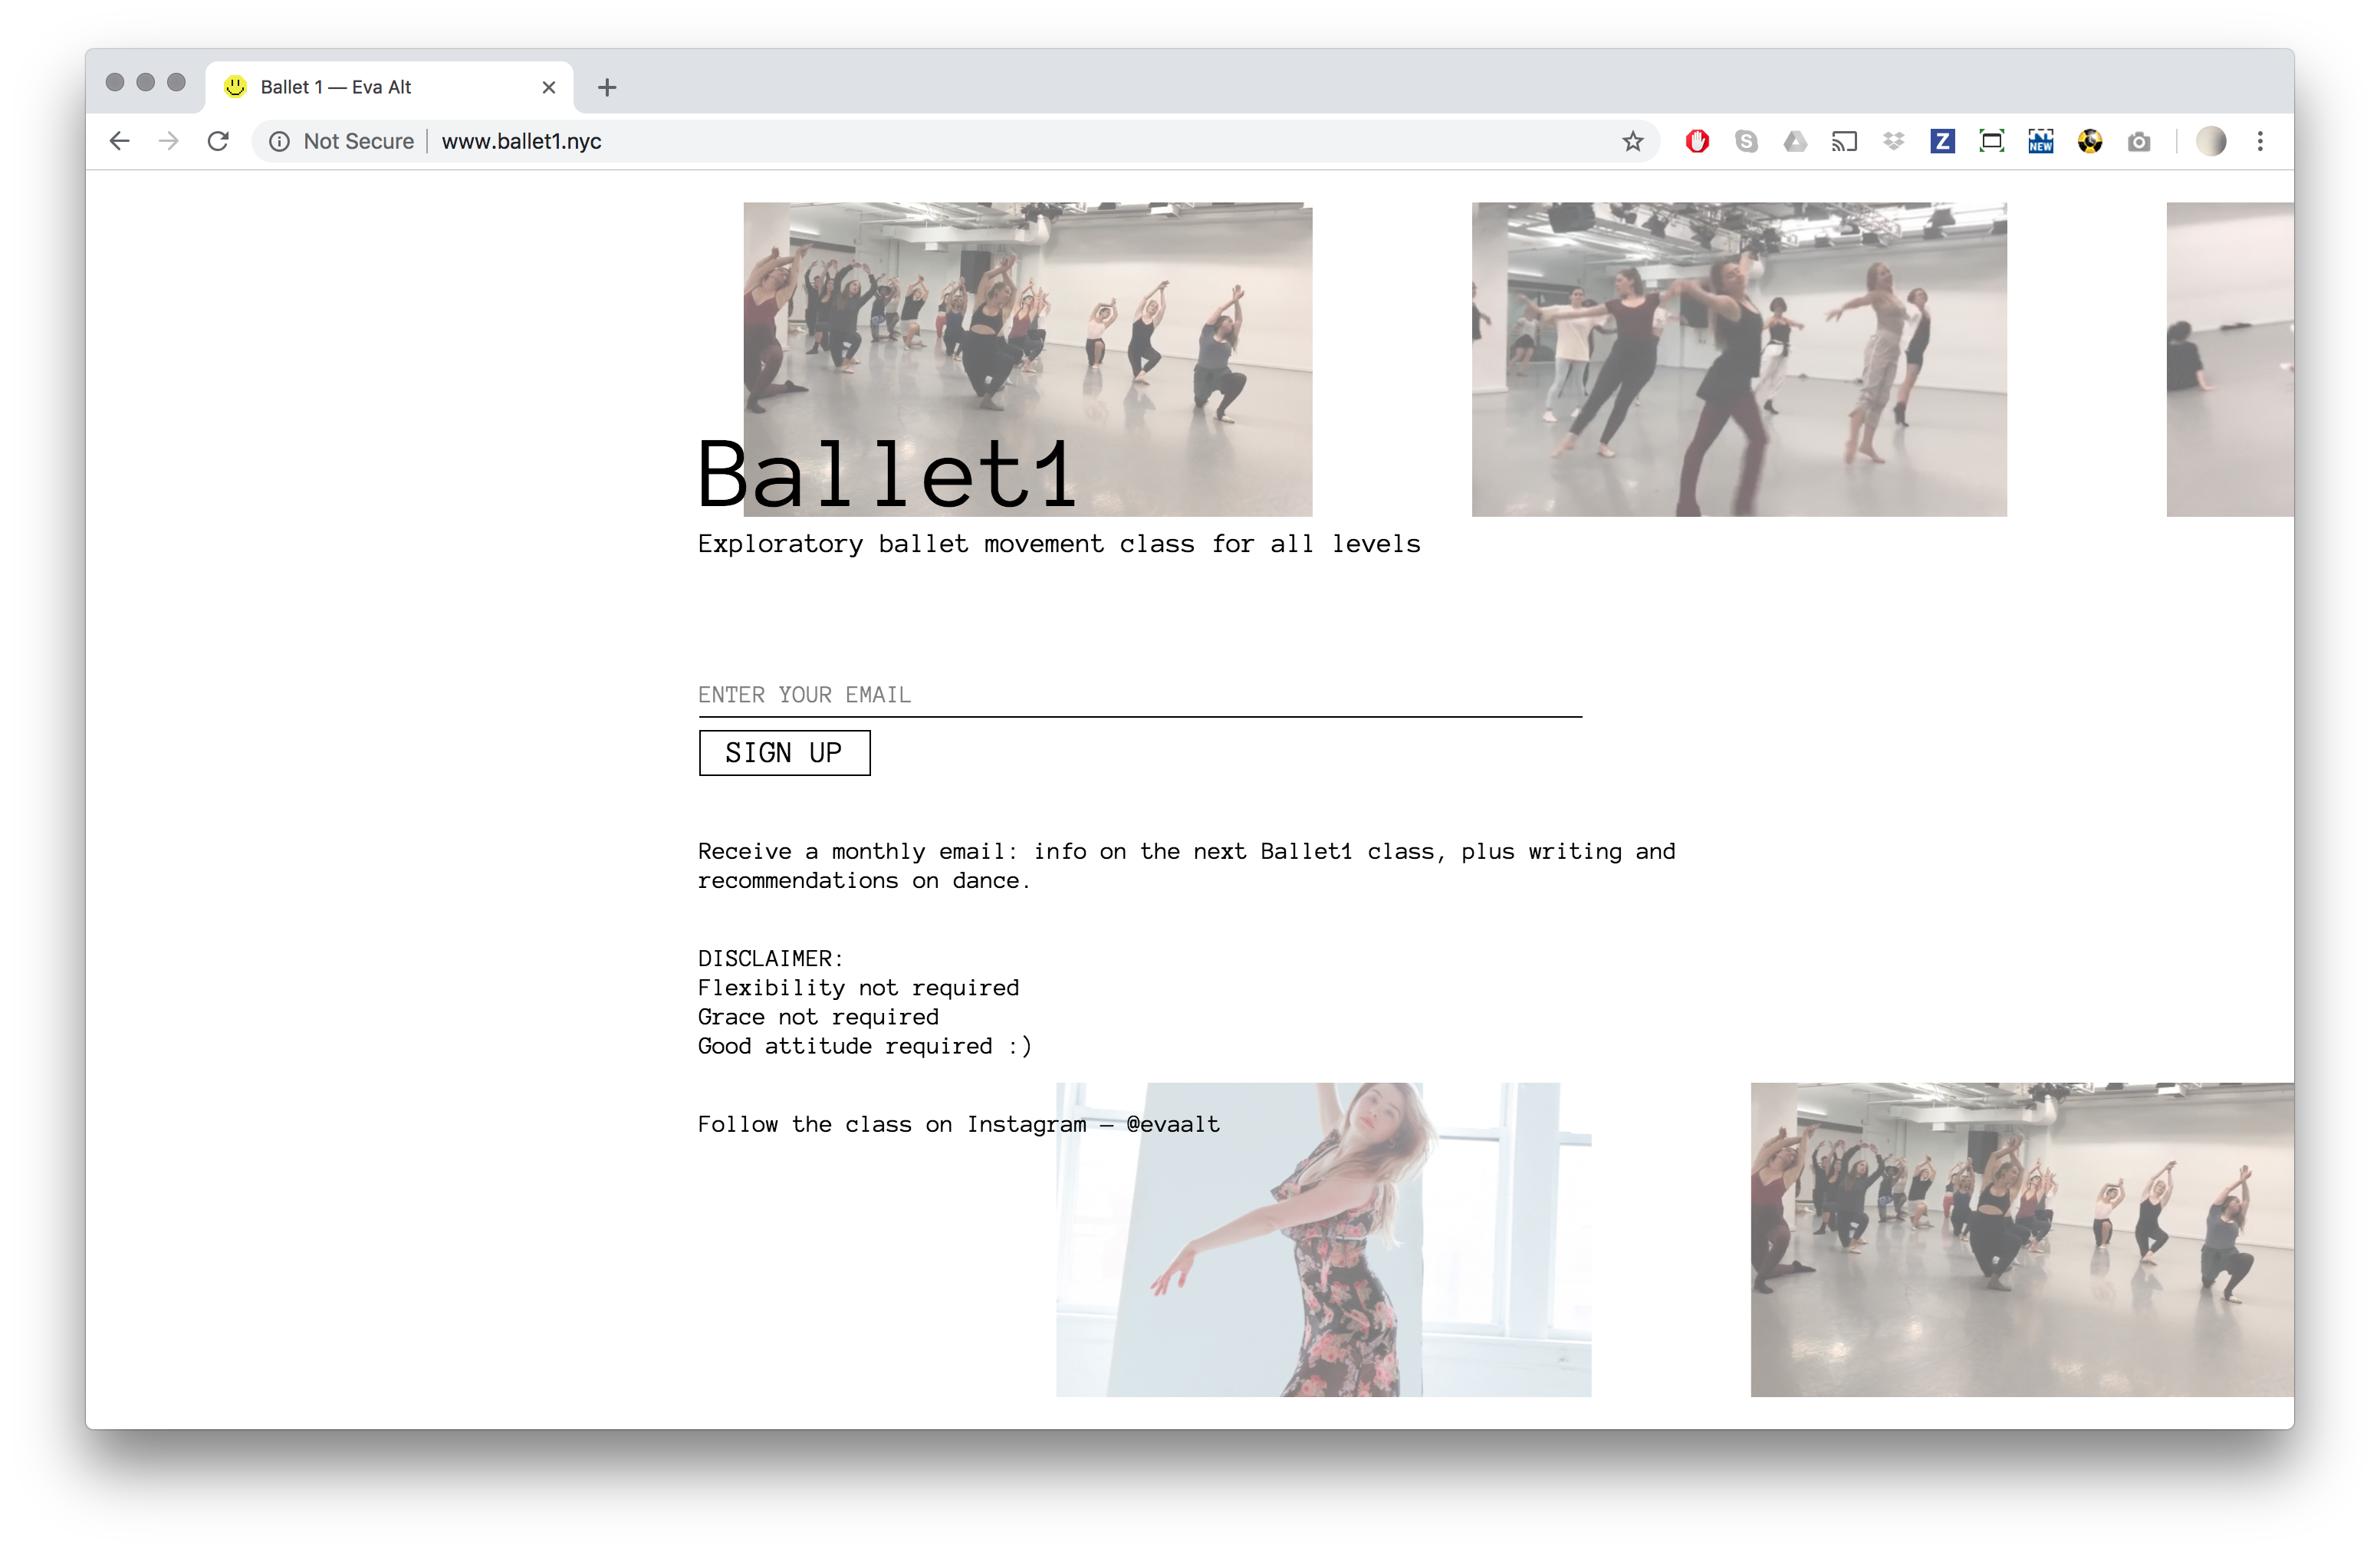 Ballet 1 — Eva Alt
Not Secure
www.ballet1.nyc
S
Z
NEW
Ballet1
Exploratory ballet movement class for all levels
ENTER YOUR EMAIL
SIGN UP
Receive a monthly email: info on the next Ballet1 class, plus writing and
recommendations on dance.
DISCLAIMER:
Flexibility not required
Grace not required
Good attitude required :)
Follow the class on Instagram — @evaalt